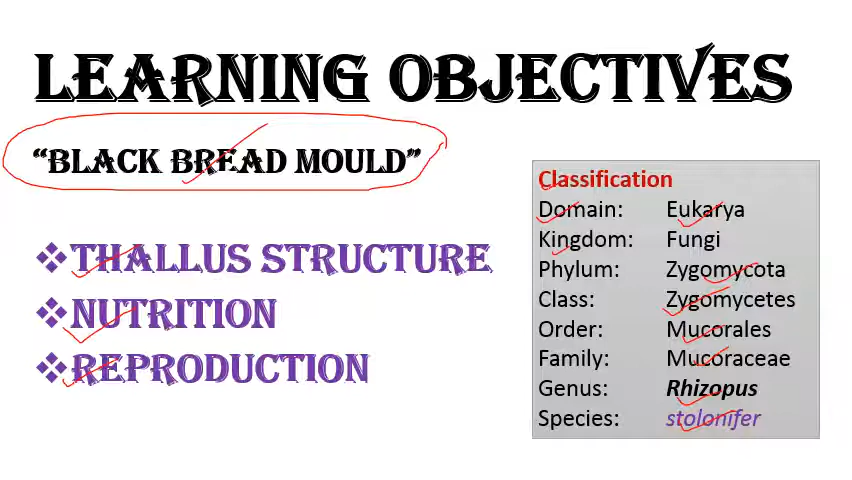 LEARNING OBJECTIVES
“BLACK BREAD MOULD”
❖THALLUS STRUCTURE
❖NUTRITION
❖REPRODUCTION
Classification
Domain: Eukarya
Kingdom: Fungi
Phylum: Zygomycota
Class: Zygomycetes
Order: Mucorales
Family: Mucoraceae
Genus: Rhizopus
Species: stolonifer